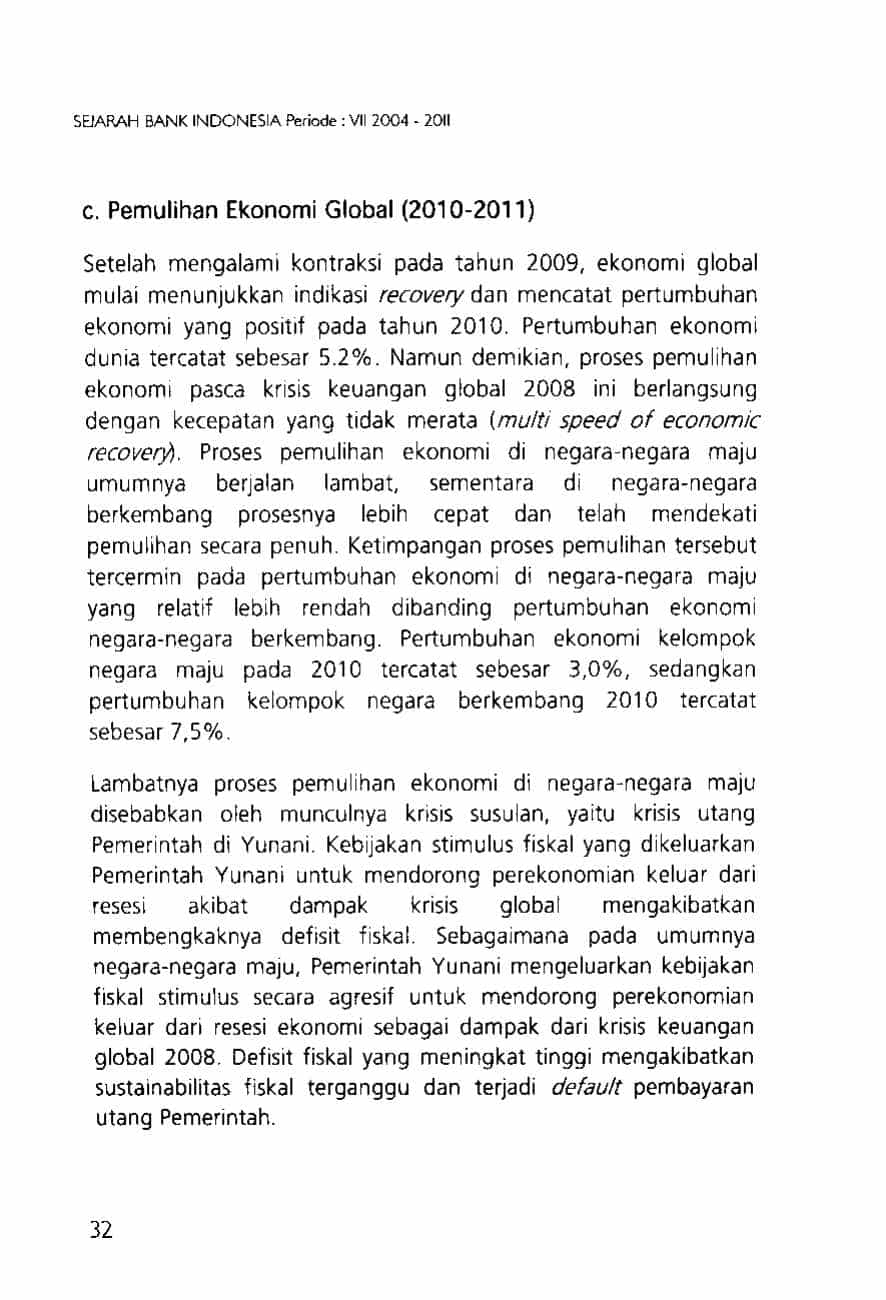 SEJARAH BANK INDONESIA Periode : VII 2004 - 2011
c. Pemulihan Ekonomi Global (2010-2011)
Setelah mengalami kontraksi pada tahun 2009, ekonomi global
mulai menunjukkan indikasi recovery dan mencatat pertumbuhan
ekonomi yang positif pada tahun 2010. Pertumbuhan ekonomi
dunia tercatat sebesar 5.2%. Namun demikian, proses pemulihan
ekonomi pasca krisis keuangan global 2008 ini berlangsung
dengan kecepatan yang tidak merata (multi speed of economic
recovery). Proses pemulihan ekonomi di negara-negara maju
umumnya berjalan lambat, sementara di negara-negara
berkembang prosesnya lebih cepat dan telah mendekati
pemulihan secara penuh. Ketimpangan proses pemulihan tersebut
tercermin pada pertumbuhan ekonomi di negara-negara maju
yang relatif lebih rendah dibanding pertumbuhan ekonomi
negara-negara berkembang. Pertumbuhan ekonomi kelompok
negara maju pada 2010 tercatat sebesar 3,0%, sedangkan
pertumbuhan kelompok negara berkembang 2010 tercatat
sebesar 7,5%.
Lambatnya proses pemulihan ekonomi di negara-negara maju
disebabkan oleh munculnya krisis susulan, yaitu krisis utang
Pemerintah di Yunani. Kebijakan stimulus fiskal yang dikeluarkan
Pemerintah Yunani untuk mendorong perekonomian keluar dari
resesi akibat dampak krisis global mengakibatkan
membengkaknya defisit fiskal. Sebagaimana pada umumnya
negara-negara maju, Pemerintah Yunani mengeluarkan kebijakan
fiskal stimulus secara agresif untuk mendorong perekonomian
keluar dari resesi ekonomi sebagai dampak dari krisis keuangan
global 2008. Defisit fiskal yang meningkat tinggi mengakibatkan
sustainabilitas fiskal terganggu dan terjadi default pembayaran
utang Pemerintah.
32